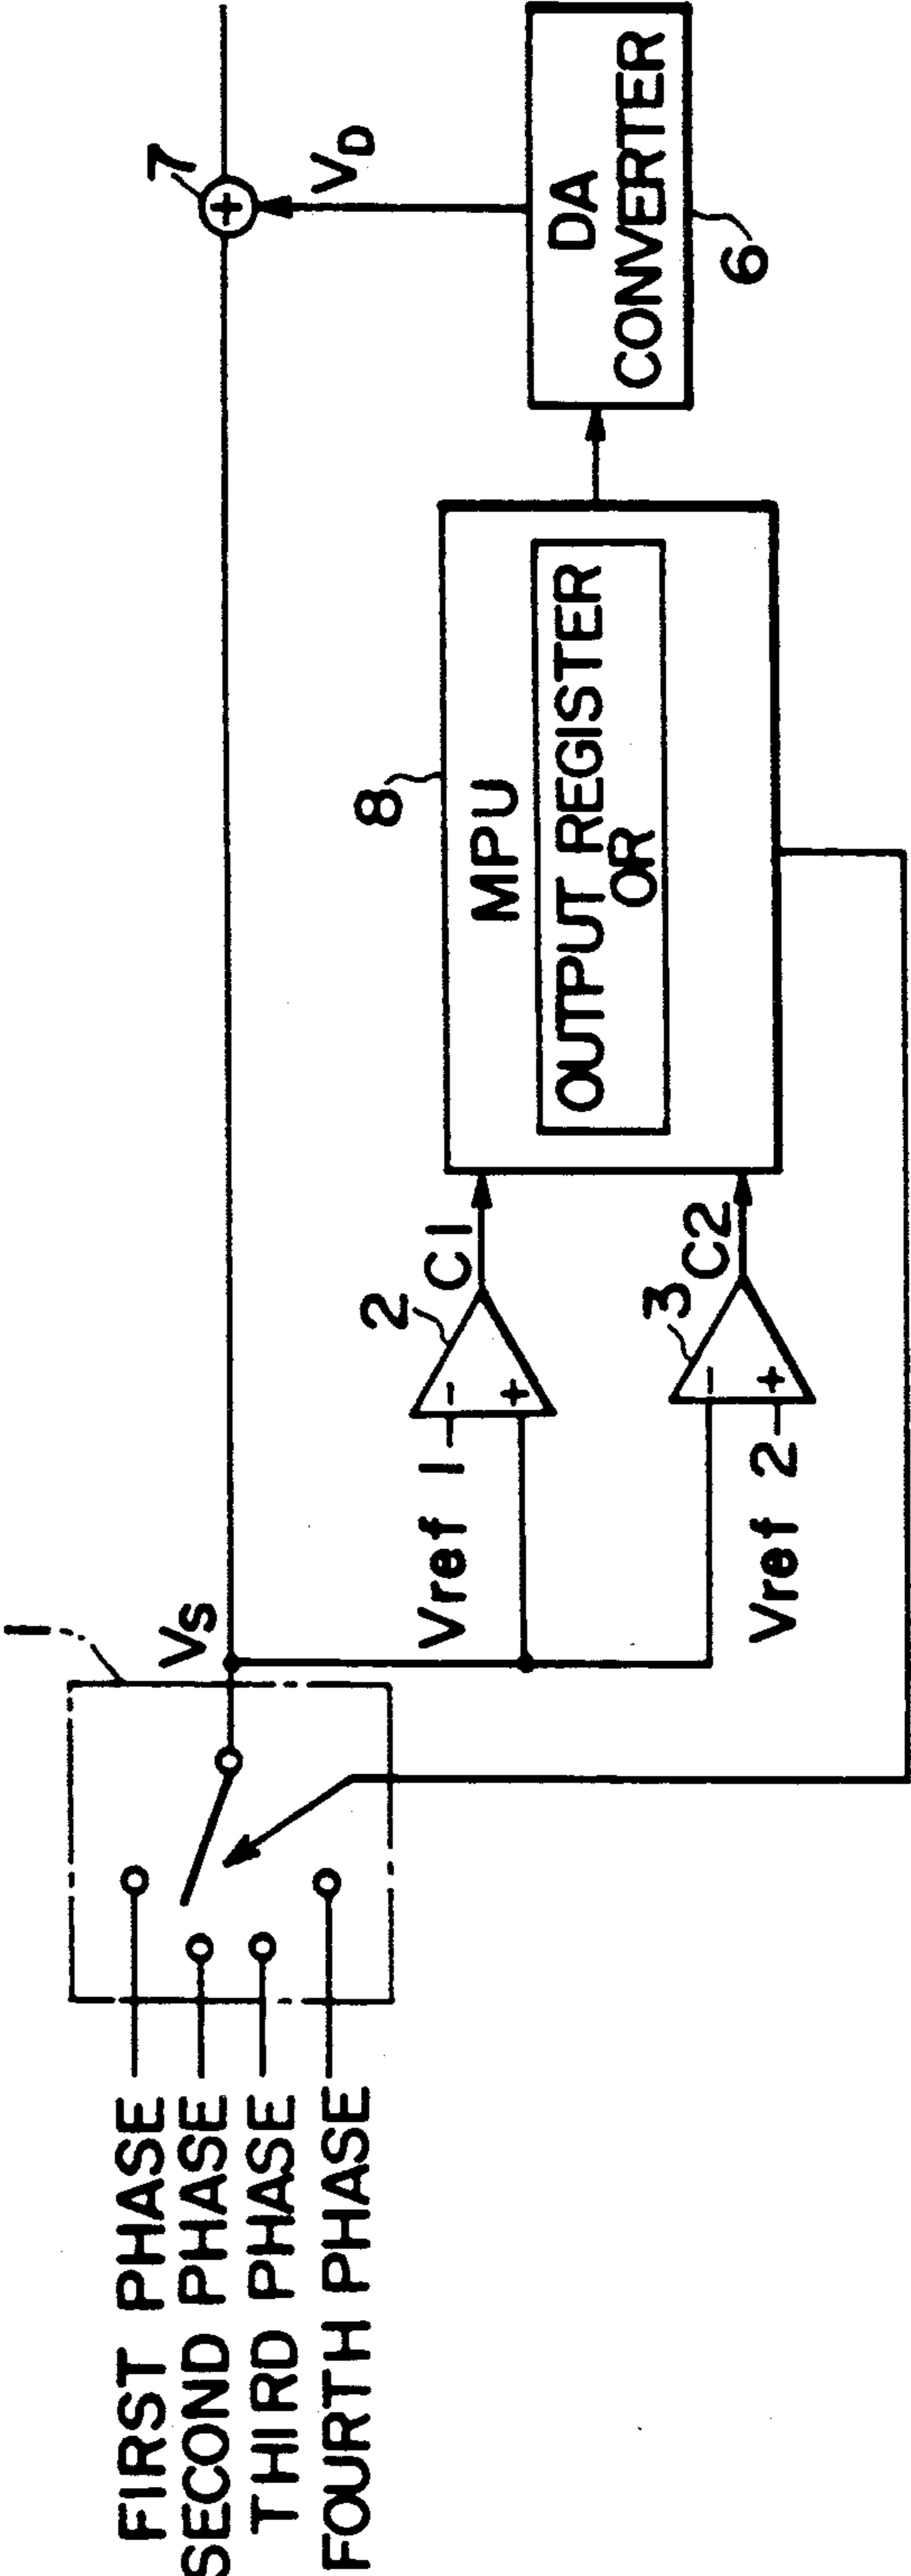 FIRST PHASE
SECOND PHASE
THIRD PHASE
FOURTH PHASE
1
VS
Vref 1
-
+
2
C1
Vref 2
-
+
3
C2
8
MPU
OUTPUT REGISTER
OR
DA
CONVERTER
6
VD
7
+